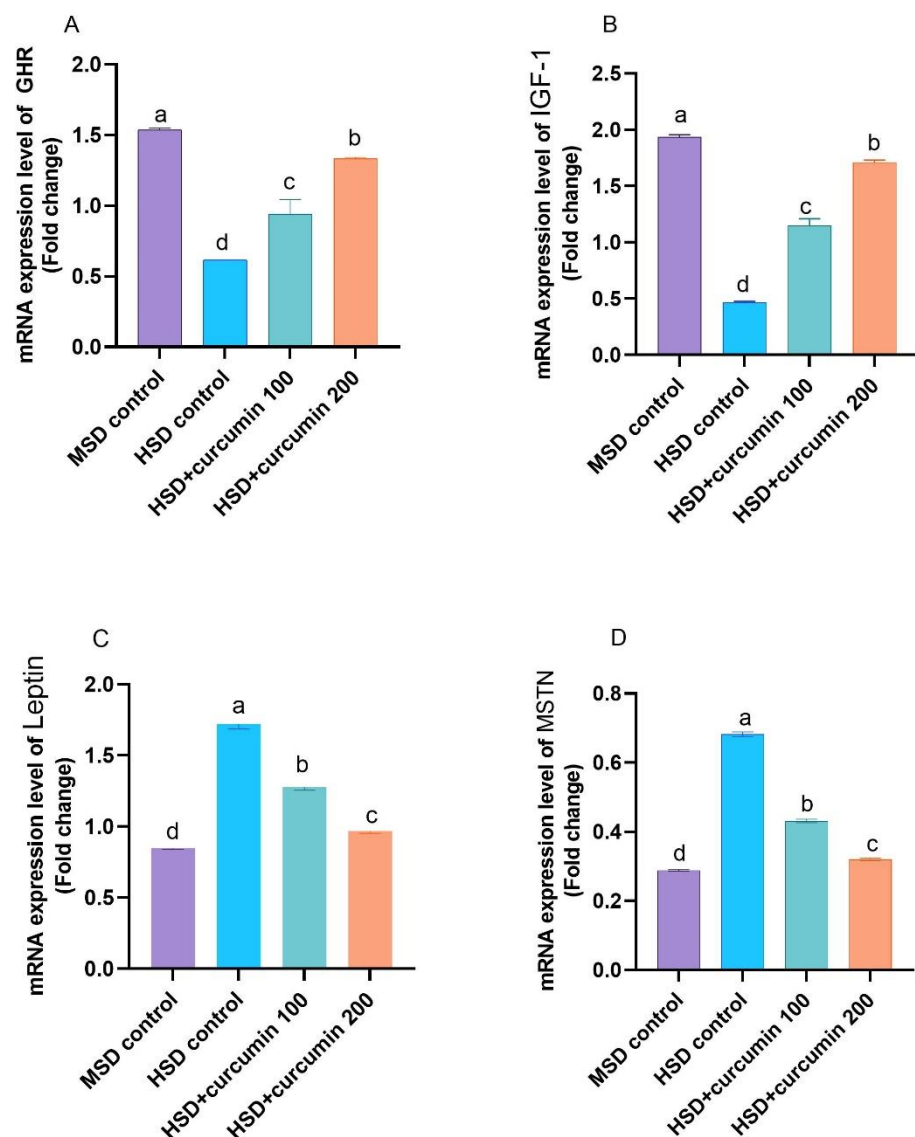 A
mRNA expression level of GHR
(Fold change)
2.0
1.5
1.0
0.5
0.0
a
d
c
b
MSD control
HSD control
HSD+curcumin 100
HSD+curcumin 200
B
mRNA expression level of IGF-1
(Fold change)
2.5
2.0
1.5
1.0
0.5
0.0
a
d
c
b
MSD control
HSD control
HSD+curcumin 100
HSD+curcumin 200
C
mRNA expression level of Leptin
(Fold change)
2.0
1.5
1.0
0.5
0.0
d
a
b
c
MSD control
HSD control
HSD+curcumin 100
HSD+curcumin 200
D
mRNA expression level of MSTN
(Fold change)
0.8
0.6
0.4
0.2
0.0
d
a
b
c
MSD control
HSD control
HSD+curcumin 100
HSD+curcumin 200